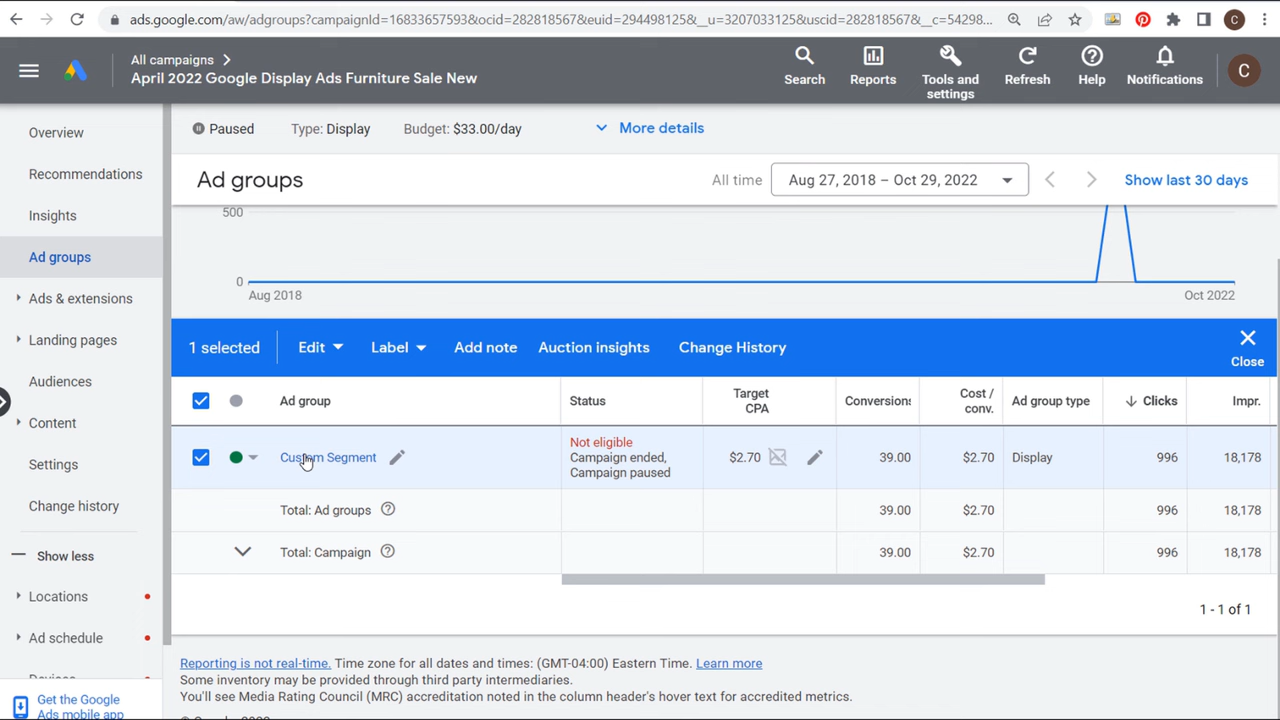 ads.google.com/aw/adgroups?campaignId=16833657593&ocid=282818567&euid=294498125&__u=3207033125&uscid=282818567&__c=54298...
C
All campaigns
April 2022 Google Display Ads Furniture Sale New
Search
Reports
Tools and
settings
Refresh
Help
Notifications
C
Overview
Recommendations
Insights
Ad groups
Ads & extensions
Landing pages
Audiences
Content
Settings
Change history
Show less
Locations
Ad schedule
Devices
Get the Google
Ads mobile app
Paused
Type: Display
Budget: $33.00/day
More details
Ad groups
All time
Aug 27, 2018 – Oct 29, 2022
Show last 30 days
500
0
Aug 2018
Oct 2022
1 selected
Edit
Label
Add note
Auction insights
Change History
Close
Ad group
Status
Target
CPA
Conversions
Cost /
conv.
Ad group type
Clicks
Impr.
Custom Segment
Not eligible
Campaign ended,
Campaign paused
$2.70
39.00
$2.70
Display
996
18,178
Total: Ad groups
39.00
$2.70
996
18,178
Total: Campaign
39.00
$2.70
996
18,178
1 - 1 of 1
Reporting is not real-time. Time zone for all dates and times: (GMT-04:00) Eastern Time. Learn more
Some inventory may be provided through third party intermediaries.
You'll see Media Rating Council (MRC) accreditation noted in the column header's hover text for accredited metrics.